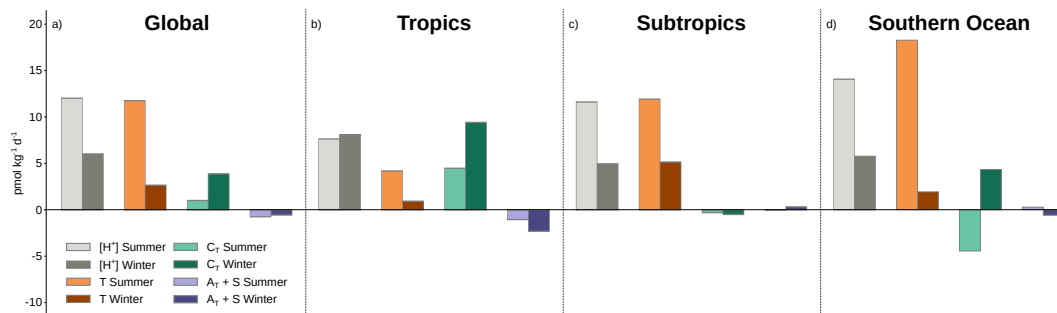 a) Global
b) Tropics
c) Subtropics
d) Southern Ocean
pmol kg⁻¹ d⁻¹
20
15
10
5
0
-5
-10
[H⁺] Summer
[H⁺] Winter
T Summer
T Winter
C_T Summer
C_T Winter
A_T + S Summer
A_T + S Winter